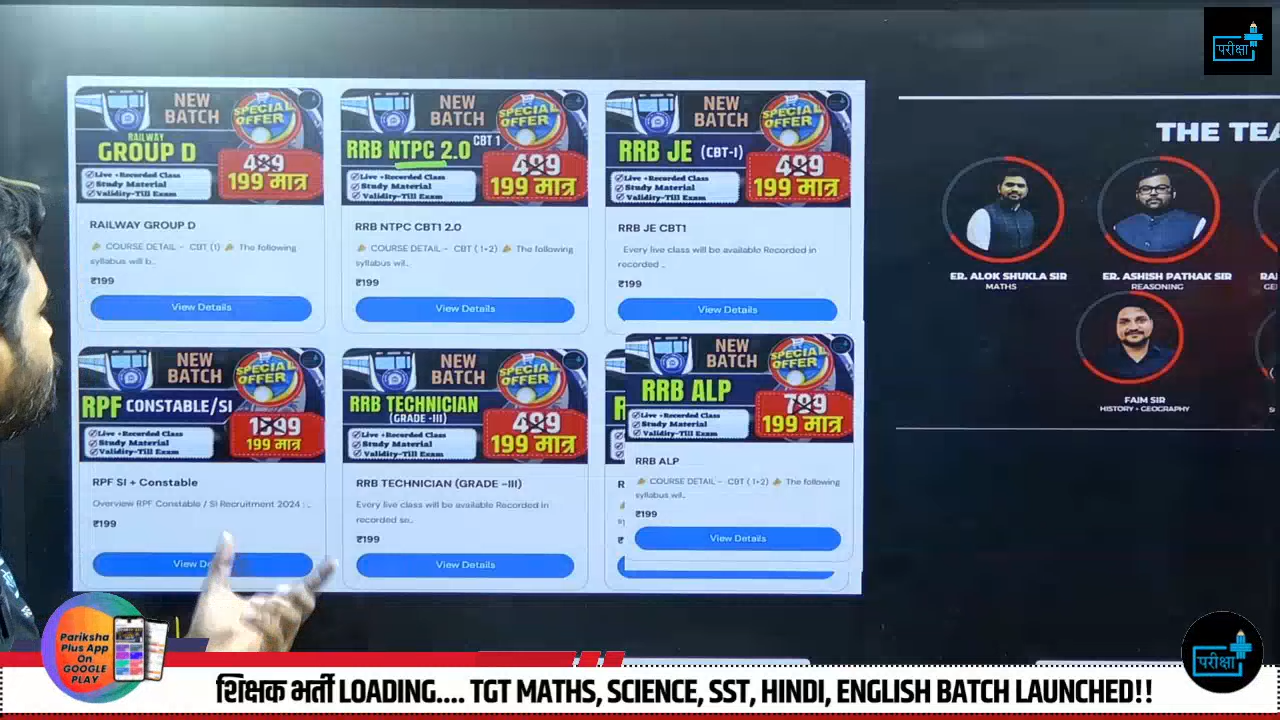 परीक्षा
NEW
BATCH
SPECIAL
OFFER
RAILWAY
GROUP D
499
199 मात्र
Live +Recorded Class
Study Material
Validity-Till Exam
RAILWAY GROUP D
COURSE DETAIL - CBT (1) The following
syllabus will b..
₹199
View Details
NEW
BATCH
SPECIAL
OFFER
RRB NTPC 2.0
CBT 1
499
199 मात्र
Live +Recorded Class
Study Material
Validity-Till Exam
RRB NTPC CBT1 2.0
COURSE DETAIL - CBT ( 1+2) The following
syllabus wil..
₹199
View Details
NEW
BATCH
SPECIAL
OFFER
RRB JE (CBT-I)
499
199 मात्र
Live +Recorded Class
Study Material
Validity-Till Exam
RRB JE CBT1
Every live class will be available Recorded in
recorded ..
₹199
View Details
NEW
BATCH
SPECIAL
OFFER
RPF CONSTABLE/SI
199 मात्र
Live +Recorded Class
Study Material
Validity-Till Exam
RPF SI + Constable
Overview RPF Constable / SI Recruitment 2024 : ..
₹199
View De
NEW
BATCH
SPECIAL
OFFER
RRB TECHNICIAN
(GRADE -III)
499
199 मात्र
Live +Recorded Class
Study Material
Validity-Till Exam
RRB TECHNICIAN (GRADE -III)
Every live class will be available Recorded in
recorded se..
₹199
View Details
NEW
BATCH
SPECIAL
OFFER
RRB ALP
799
199 मात्र
Live +Recorded Class
Study Material
Validity-Till Exam
RRB ALP
COURSE DETAIL - CBT ( 1+2) The following
syllabus wil..
₹199
View Details
THE TEA
ER. ALOK SHUKLA SIR
MATHS
ER. ASHISH PATHAK SIR
REASONING
RA
GE
FAIM SIR
HISTORY + GEOGRAPHY
Pariksha
Plus App
On
GOOGLE
PLAY
शिक्षक भर्ती LOADING.... TGT MATHS, SCIENCE, SST, HINDI, ENGLISH BATCH LAUNCHED!!
परीक्षा